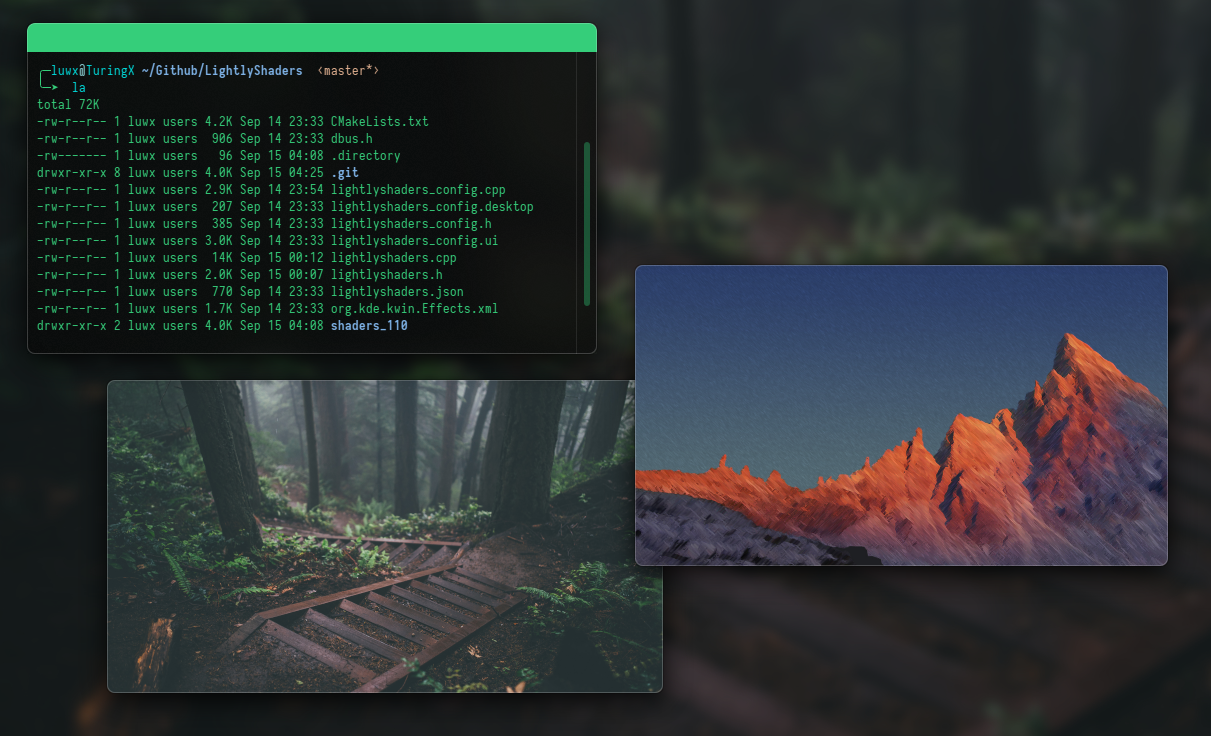 luwx@TuringX ~/Github/LightlyShaders ‹master*›
la
total 72K
-rw-r--r-- 1 luwx users 4.2K Sep 14 23:33 CMakeLists.txt
-rw-r--r-- 1 luwx users  906 Sep 14 23:33 dbus.h
-rw------- 1 luwx users   96 Sep 15 04:08 .directory
drwxr-xr-x 8 luwx users 4.0K Sep 15 04:25 .git
-rw-r--r-- 1 luwx users 2.9K Sep 14 23:54 lightlyshaders_config.cpp
-rw-r--r-- 1 luwx users  207 Sep 14 23:33 lightlyshaders_config.desktop
-rw-r--r-- 1 luwx users  385 Sep 14 23:33 lightlyshaders_config.h
-rw-r--r-- 1 luwx users 3.0K Sep 14 23:33 lightlyshaders_config.ui
-rw-r--r-- 1 luwx users  14K Sep 15 00:12 lightlyshaders.cpp
-rw-r--r-- 1 luwx users 2.0K Sep 15 00:07 lightlyshaders.h
-rw-r--r-- 1 luwx users  770 Sep 14 23:33 lightlyshaders.json
-rw-r--r-- 1 luwx users 1.7K Sep 14 23:33 org.kde.kwin.Effects.xml
drwxr-xr-x 2 luwx users 4.0K Sep 15 04:08 shaders_110